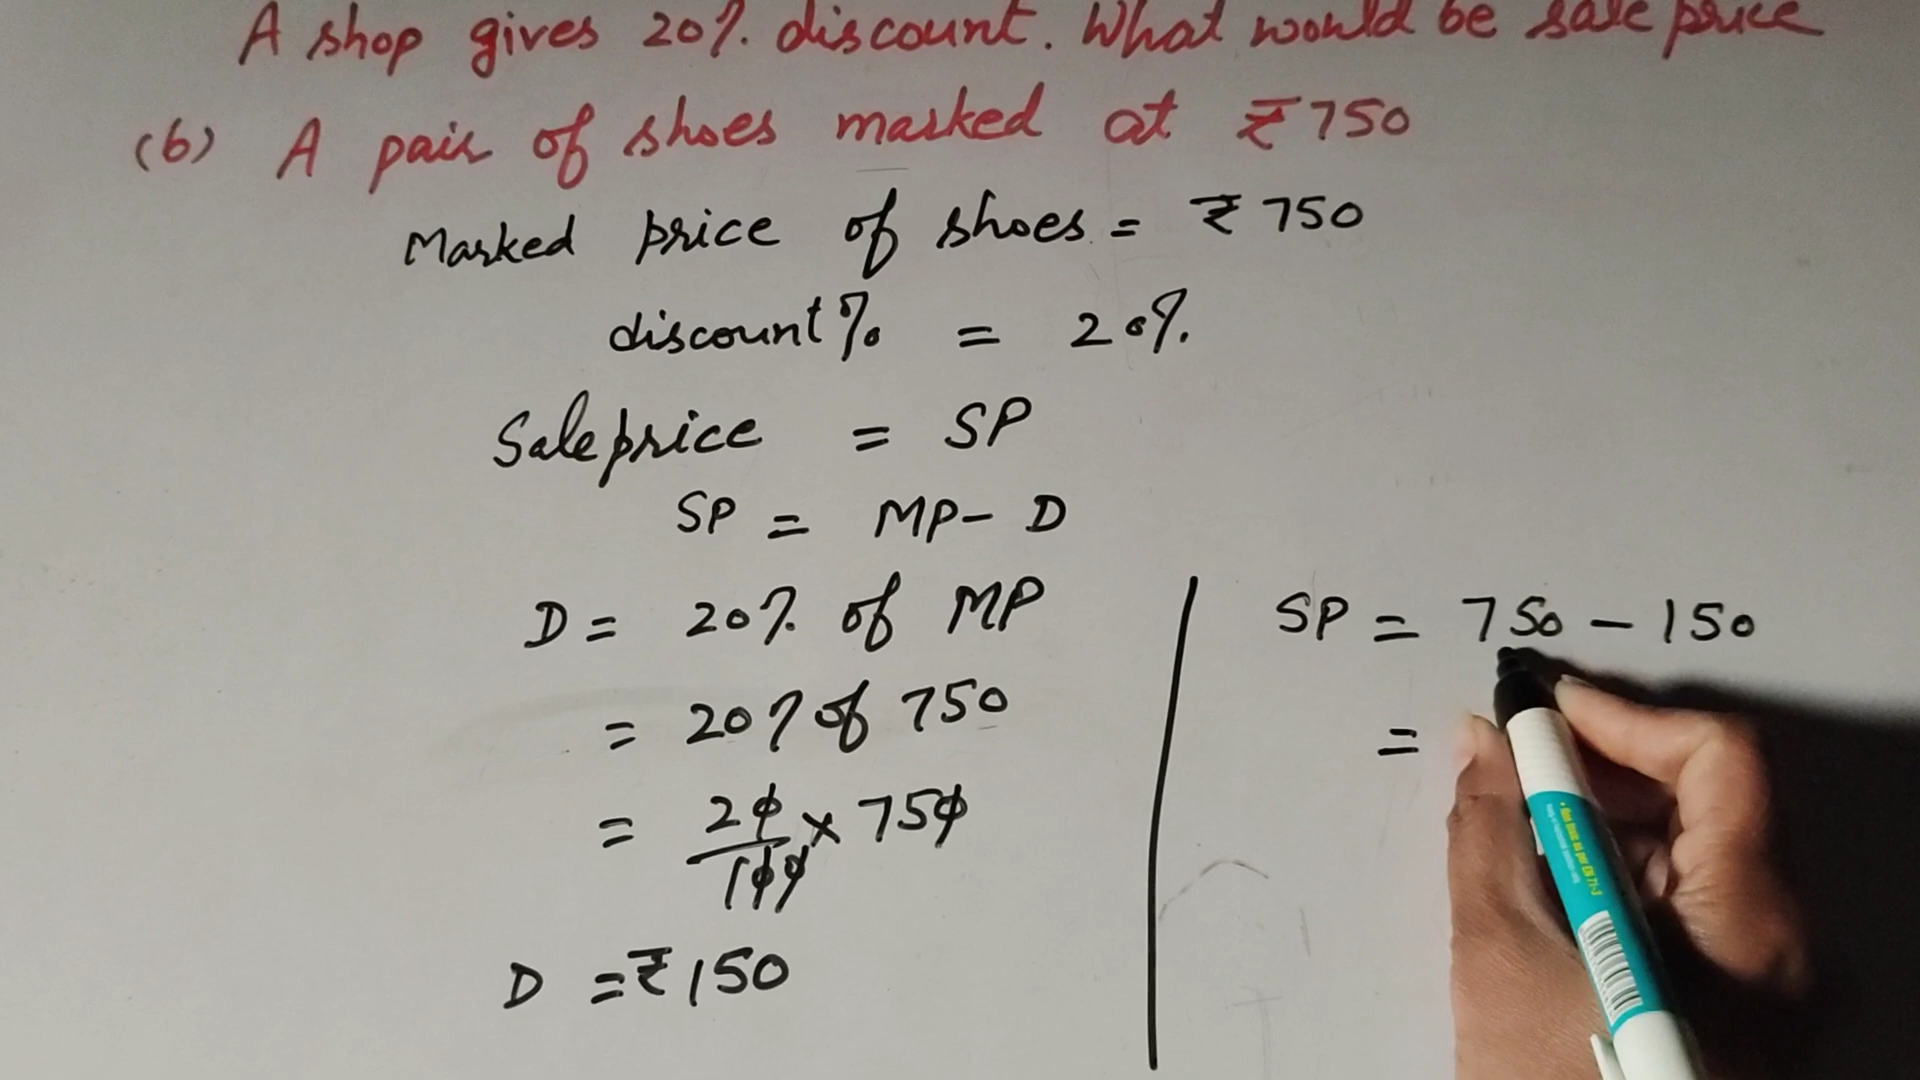 A shop gives 20% discount. What would be sale price
(b) A pair of shoes marked at ₹750
Marked price of shoes = ₹750
discount% = 20%
Sale price = SP
SP = MP - D
D = 20% of MP
= 20% of 750
= 20/100 × 750
D = ₹150
SP = 750 - 150
=